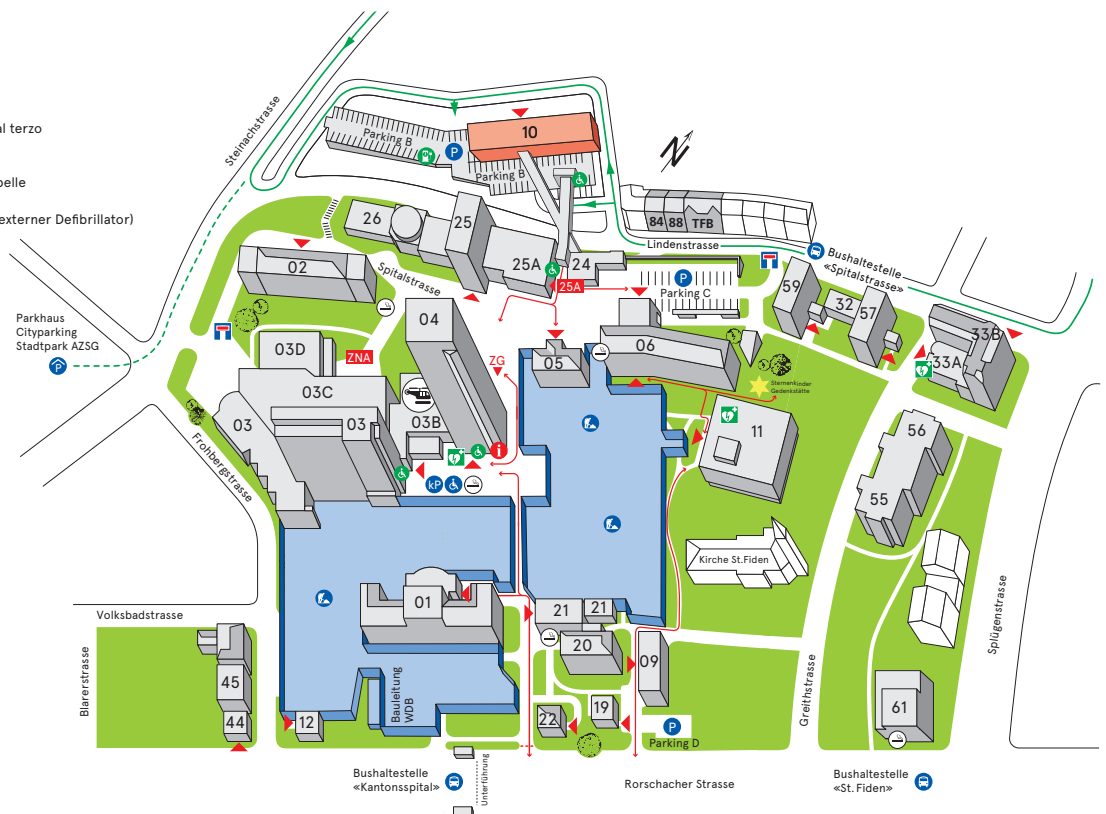 al terzo
pelle
externer Defibrillator)
Steinachstrasse
Parking B
P
10
Parking B
N
84 88 TFB
Lindenstrasse
Bushaltestelle
«Spitalstrasse»
26
25
25A
24
25A
02
Spitalstrasse
P
Parking C
59
32
57
33B
33A
Parkhaus
Cityparking
Stadtpark AZSG
P
04
03D
ZNA
03C
03
03
03B
ZG
05
06
Sternenkinder
Gedenkstätte
11
56
55
Frohbergstrasse
i
kP
Kirche St.Fiden
01
21
21
20
09
Volksbadstrasse
Blarerstrasse
45
44
12
Bauleitung
WDB
22
19
P
Parking D
Greithstrasse
Splügenstrasse
61
Unterführung
Bushaltestelle
«Kantonsspital»
Rorschacher Strasse
Bushaltestelle
«St. Fiden»